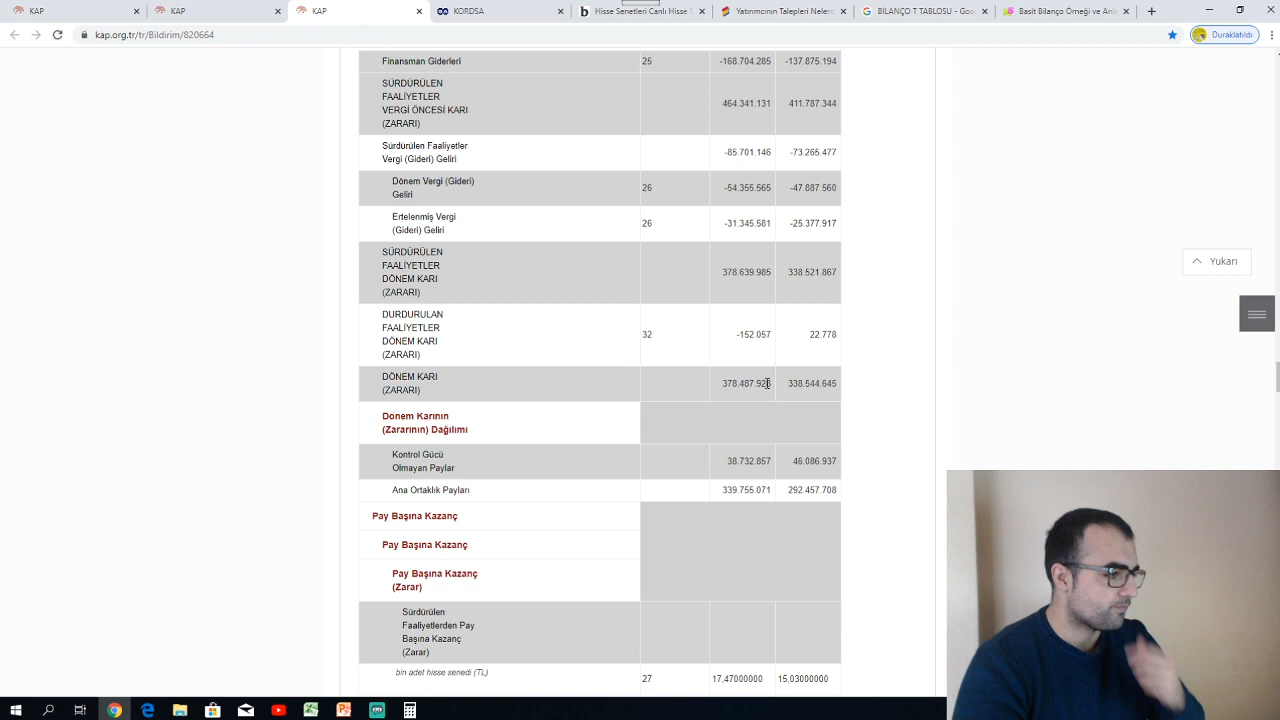 KAP
KAP
KAP
KORDSA
Hisse Senetleri Canlı Hisse S
Yatırımcının Talepleri Nelerd
BİLANÇO T TABLOSU - Goo
Basit Bilanço Örneği ve Anla
kap.org.tr/tr/Bildirim/820664
Duraklatıldı
Finansman Giderleri 25 -168.704.285 -137.875.194
SÜRDÜRÜLEN
FAALİYETLER
VERGİ ÖNCESİ KARI 464.341.131 411.787.344
(ZARARI)
Sürdürülen Faaliyetler
Vergi (Gideri) Geliri -85.701.146 -73.265.477
Dönem Vergi (Gideri)
Geliri 26 -54.355.565 -47.887.560
Ertelenmiş Vergi
(Gideri) Geliri 26 -31.345.581 -25.377.917
SÜRDÜRÜLEN
FAALİYETLER
DÖNEM KARI 378.639.985 338.521.867
(ZARARI)
Yukarı
DURDURULAN
FAALİYETLER
DÖNEM KARI 32 -152.057 22.778
(ZARARI)
DÖNEM KARI
(ZARARI) 378.487.928 338.544.645
Dönem Karının
(Zararının) Dağılımı
Kontrol Gücü
Olmayan Paylar 38.732.857 46.086.937
Ana Ortaklık Payları 339.755.071 292.457.708
Pay Başına Kazanç
Pay Başına Kazanç
Pay Başına Kazanç
(Zarar)
Sürdürülen
Faaliyetlerden Pay
Başına Kazanç
(Zarar)
bin adet hisse senedi (TL)
27 17,47000000 15,03000000